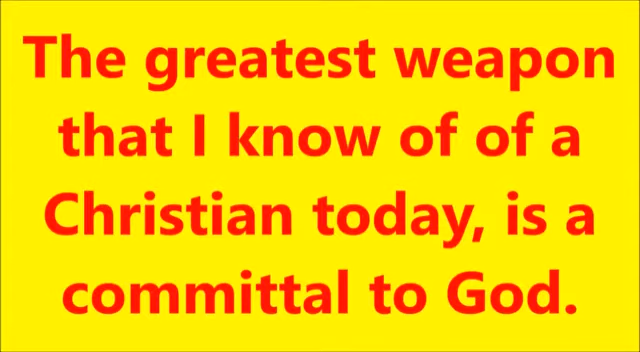 The greatest weapon
that I know of of a
Christian today, is a
committal to God.